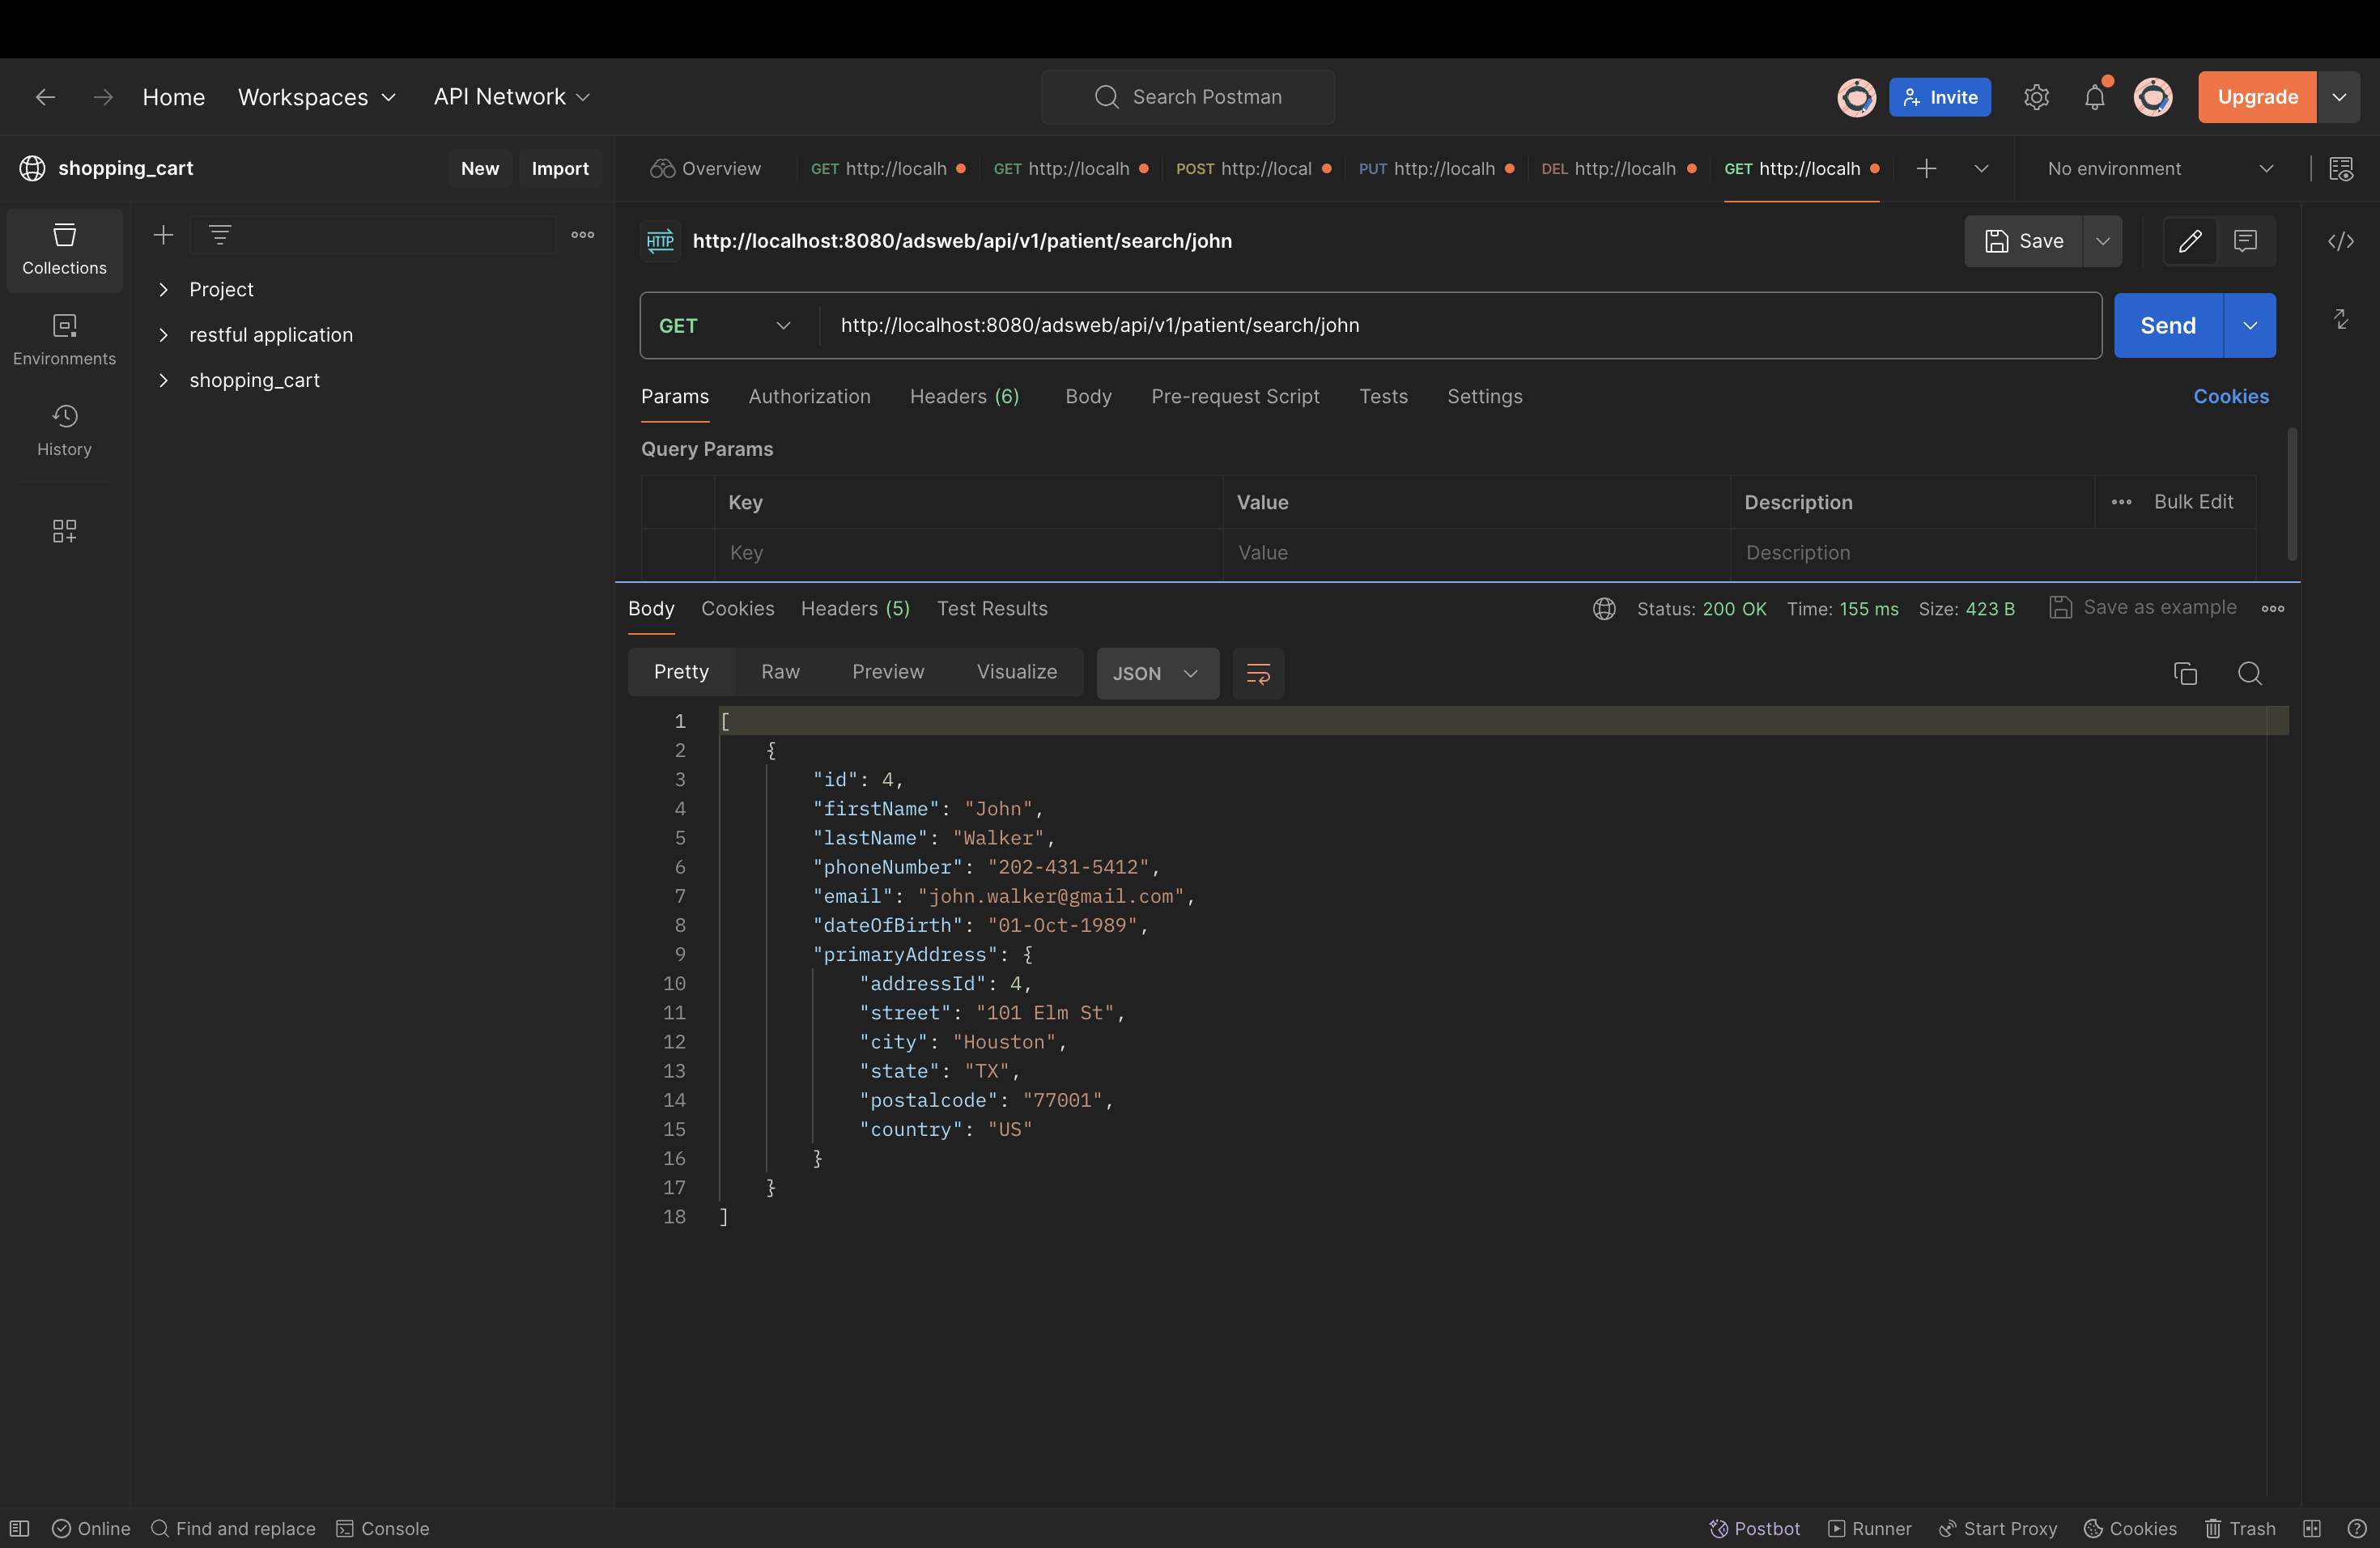 Home Workspaces API Network Search Postman Invite Upgrade
shopping_cart New Import Overview GET http://localh GET http://localh POST http://local PUT http://localh DEL http://localh GET http://localh No environment
Collections
Environments
History
Project
restful application
shopping_cart
HTTP http://localhost:8080/adsweb/api/v1/patient/search/john Save
GET http://localhost:8080/adsweb/api/v1/patient/search/john Send
Params Authorization Headers (6) Body Pre-request Script Tests Settings Cookies
Query Params
Key Value Description Bulk Edit
Key Value Description
Body Cookies Headers (5) Test Results Status: 200 OK Time: 155 ms Size: 423 B Save as example
Pretty Raw Preview Visualize JSON
1 [
2 {
3 "id": 4,
4 "firstName": "John",
5 "lastName": "Walker",
6 "phoneNumber": "202-431-5412",
7 "email": "john.walker@gmail.com",
8 "dateOfBirth": "01-Oct-1989",
9 "primaryAddress": {
10 "addressId": 4,
11 "street": "101 Elm St",
12 "city": "Houston",
13 "state": "TX",
14 "postalcode": "77001",
15 "country": "US"
16 }
17 }
18 ]
Online Find and replace Console Postbot Runner Start Proxy Cookies Trash